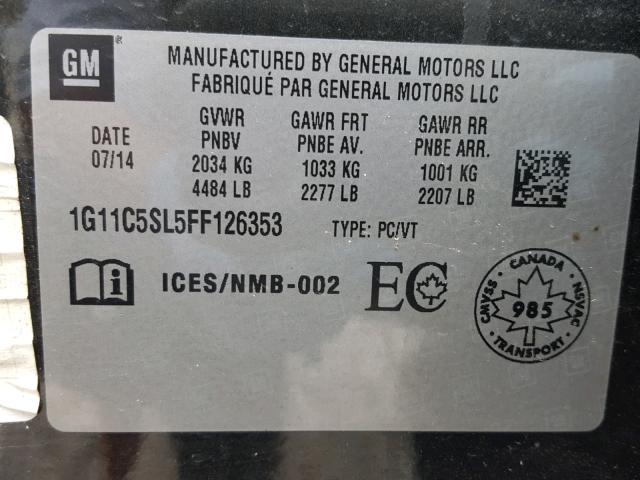 GM ®
MANUFACTURED BY GENERAL MOTORS LLC
FABRIQUÉ PAR GENERAL MOTORS LLC
DATE
07/14
GVWR
PNBV
2034 KG
4484 LB
GAWR FRT
PNBE AV.
1033 KG
2277 LB
GAWR RR
PNBE ARR.
1001 KG
2207 LB
1G11C5SL5FF126353 TYPE: PC/VT
i ICES/NMB-002 EC
CMVSS • CANADA • NSVAC • TRANSPORT •
985